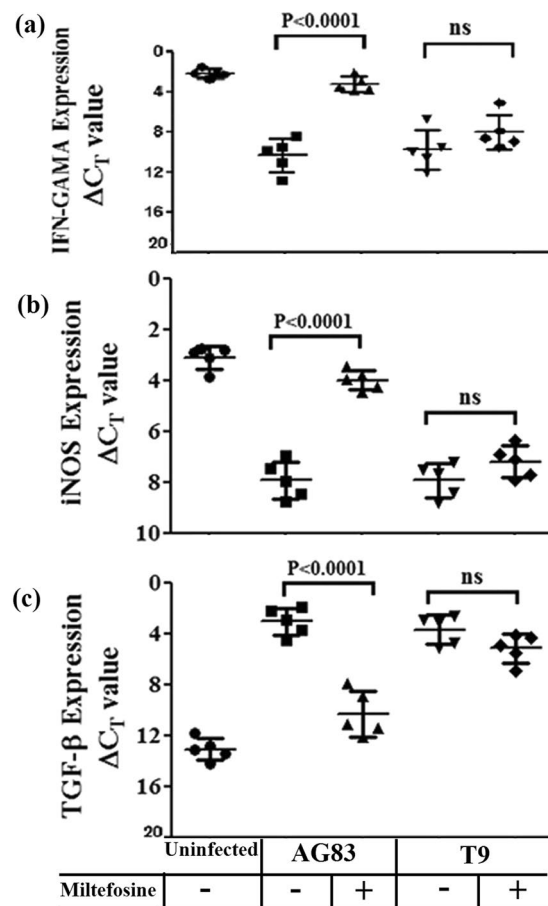 (a)
IFN-GAMA Expression
ΔCT value
0
4
8
12
16
20
P<0.0001
ns
(b)
iNOS Expression
ΔCT value
0
2
4
6
8
10
P<0.0001
ns
(c)
TGF-β Expression
ΔCT value
0
4
8
12
16
20
P<0.0001
ns
Uninfected AG83 T9
Miltefosine - - + - +